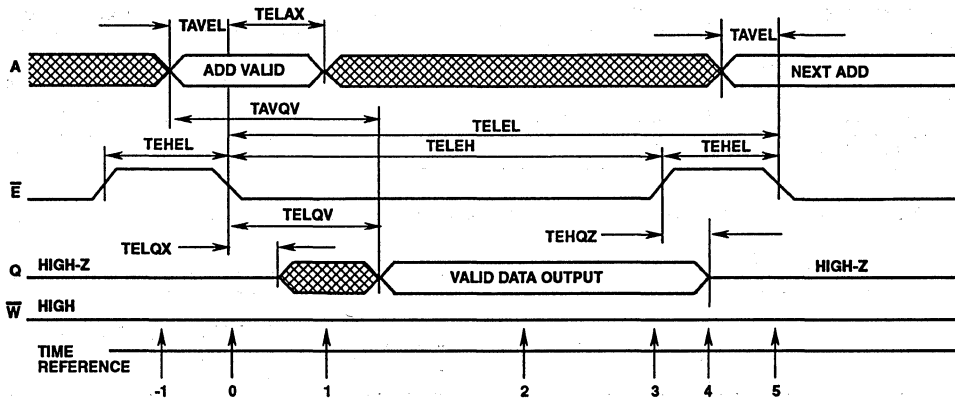 TAVEL TELAX TAVEL
A ADD VALID NEXT ADD
TAVQV
TELEL
TEHEL TELEH TEHEL
E
TELQV
TELQX TEHQZ
Q HIGH-Z VALID DATA OUTPUT HIGH-Z
W HIGH
TIME
REFERENCE
-1 0 1 2 3 4 5